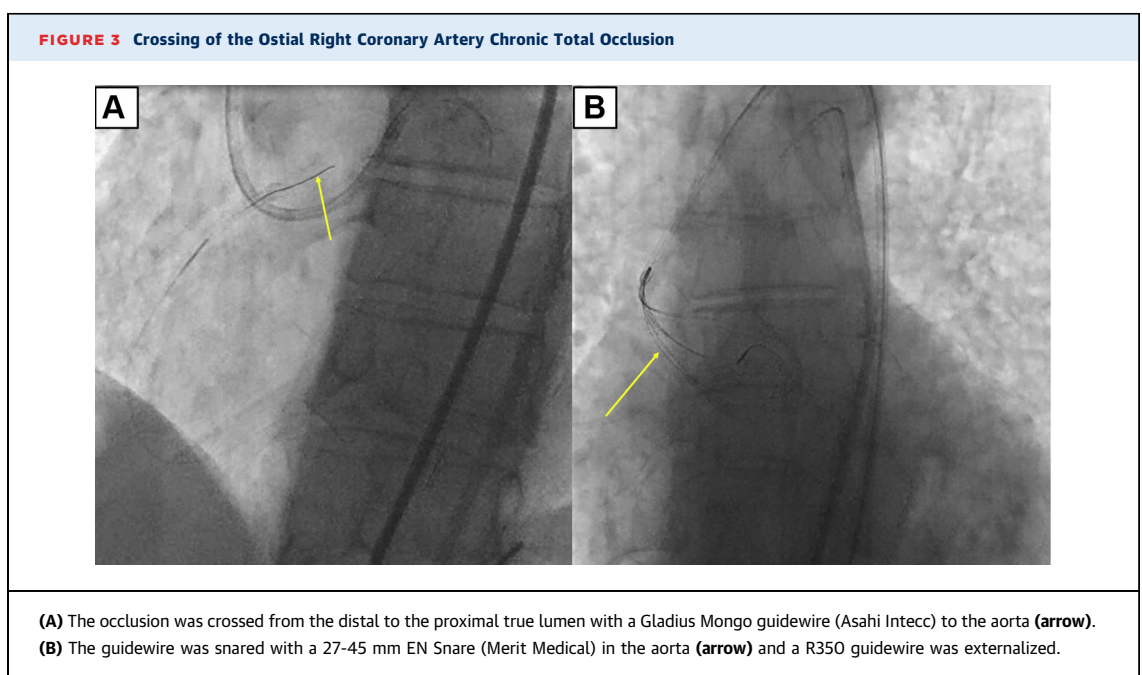 FIGURE 3 Crossing of the Ostial Right Coronary Artery Chronic Total Occlusion
A
B
(A) The occlusion was crossed from the distal to the proximal true lumen with a Gladius Mongo guidewire (Asahi Intecc) to the aorta (arrow).
(B) The guidewire was snared with a 27-45 mm EN Snare (Merit Medical) in the aorta (arrow) and a R350 guidewire was externalized.